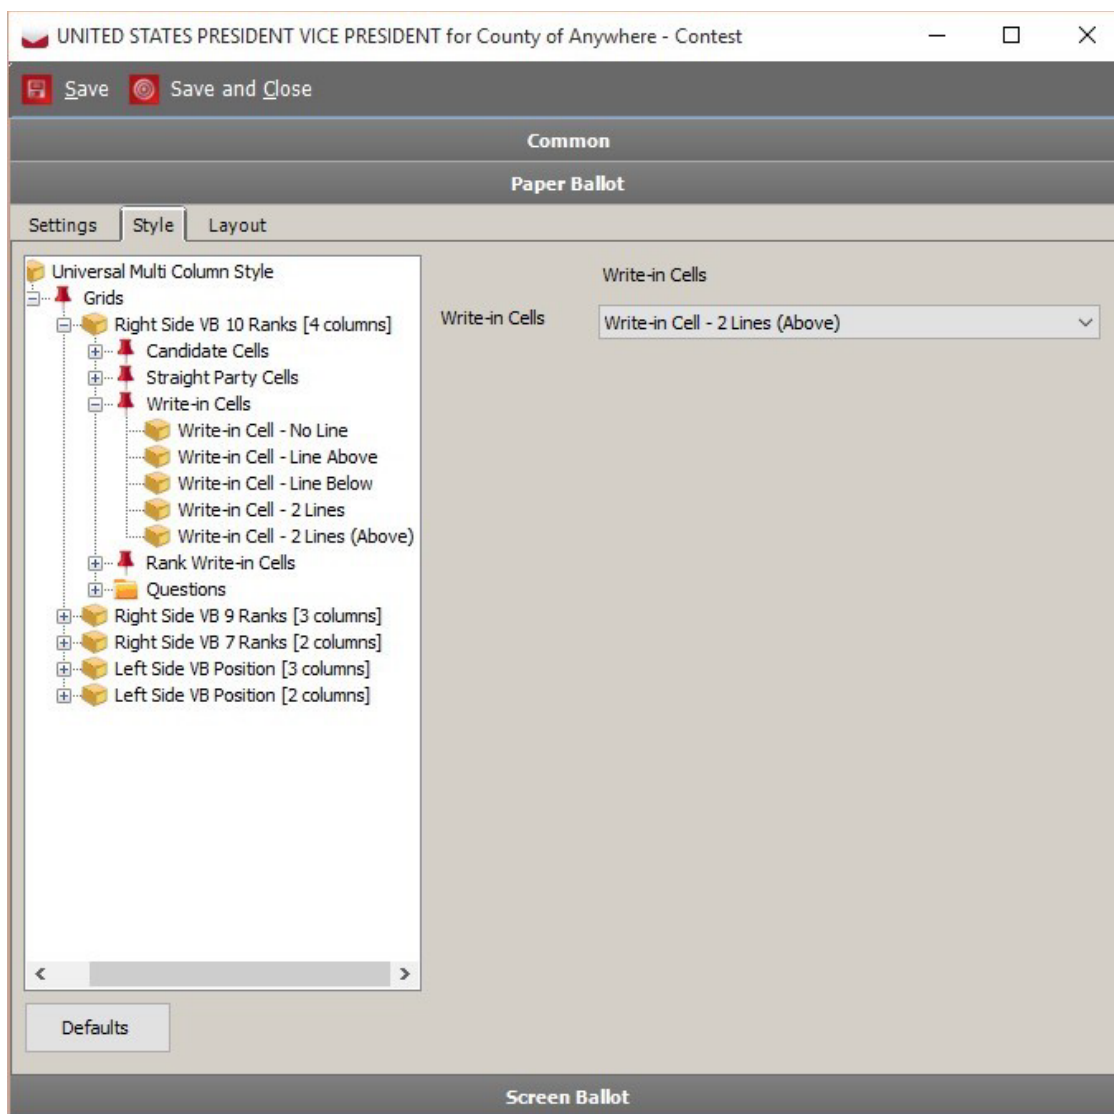 UNITED STATES PRESIDENT VICE PRESIDENT for County of Anywhere - Contest
Save Save and Close
Common
Paper Ballot
Settings Style Layout
Universal Multi Column Style
Grids
Right Side VB 10 Ranks [4 columns]
Candidate Cells
Straight Party Cells
Write-in Cells
Write-in Cell - No Line
Write-in Cell - Line Above
Write-in Cell - Line Below
Write-in Cell - 2 Lines
Write-in Cell - 2 Lines (Above)
Rank Write-in Cells
Questions
Right Side VB 9 Ranks [3 columns]
Right Side VB 7 Ranks [2 columns]
Left Side VB Position [3 columns]
Left Side VB Position [2 columns]
Write-in Cells
Write-in Cells Write-in Cell - 2 Lines (Above)
Defaults
Screen Ballot